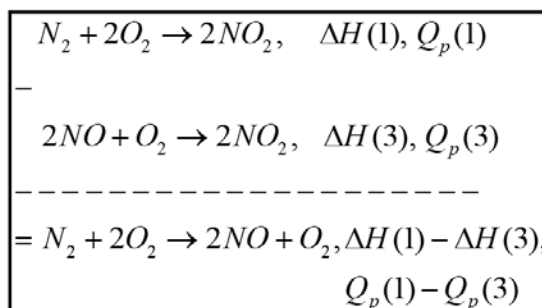 N₂ + 2O₂ → 2NO₂, ΔH(1), Qₚ(1)
–
2NO + O₂ → 2NO₂, ΔH(3), Qₚ(3)
– – – – – – – – – – – – – – – – – – – –
= N₂ + 2O₂ → 2NO + O₂, ΔH(1) – ΔH(3),
Qₚ(1) – Qₚ(3)